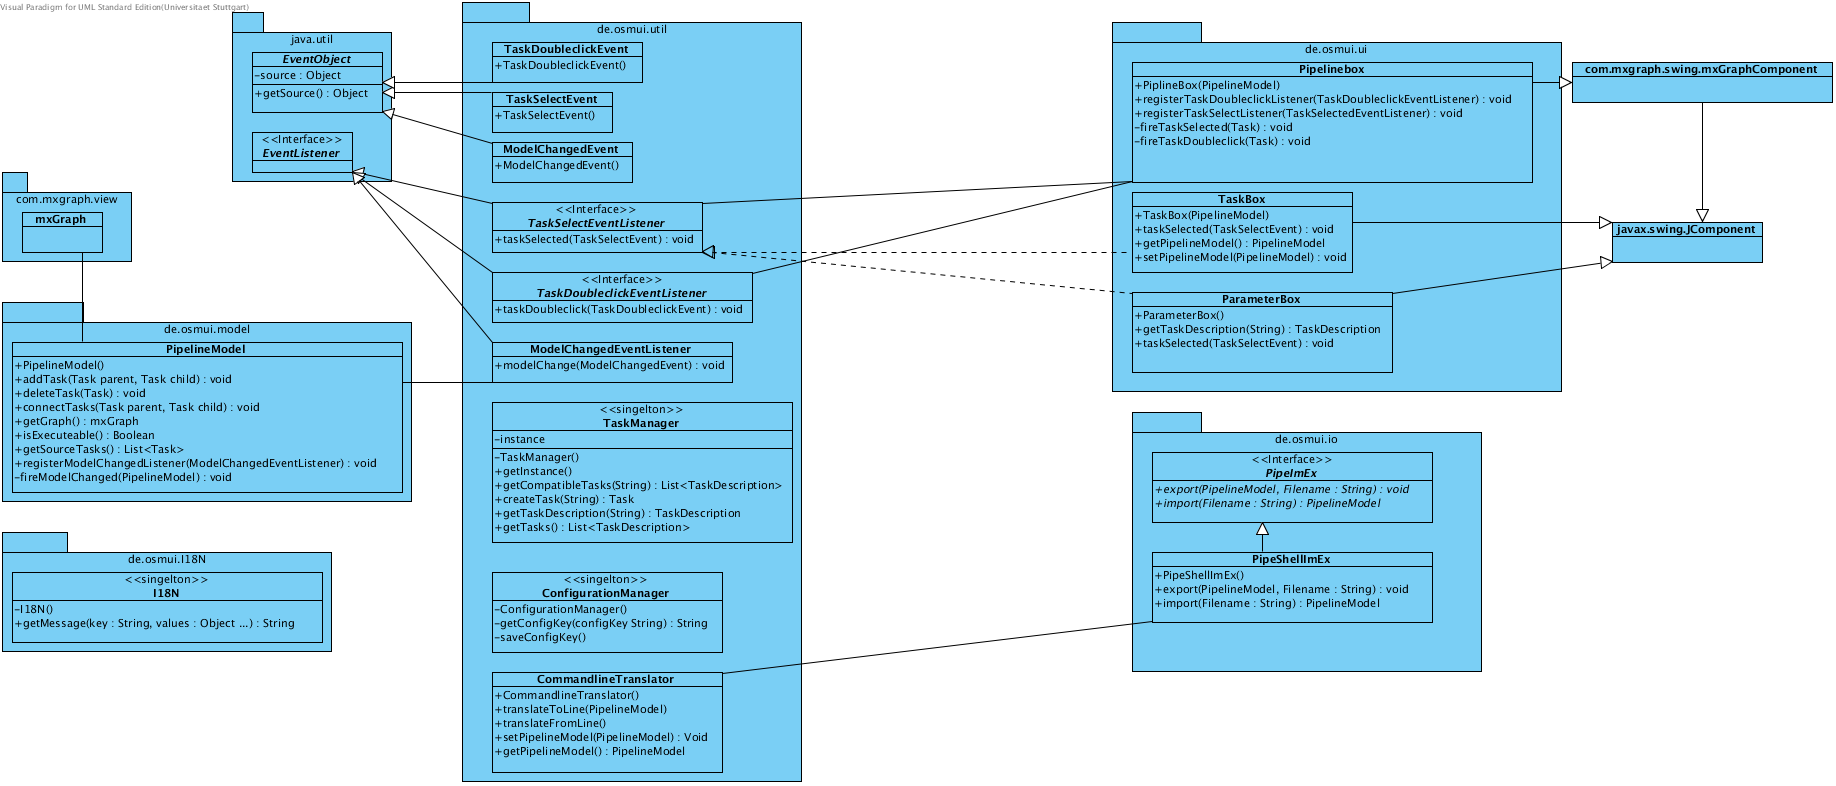 Visual Paradigm for UML Standard Edition(Universitaet Stuttgart)
java.util
EventObject
-source : Object
+getSource() : Object
<<Interface>>
EventListener
com.mxgraph.view
mxGraph
de.osmui.model
PipelineModel
+PipelineModel()
+addTask(Task parent, Task child) : void
+deleteTask(Task) : void
+connectTasks(Task parent, Task child) : void
+getGraph() : mxGraph
+isExecuteable() : Boolean
+getSourceTasks() : List<Task>
+registerModelChangedListener(ModelChangedEventListener) : void
-fireModelChanged(PipelineModel) : void
de.osmui.I18N
<<singelton>>
I18N
-I18N()
+getMessage(key : String, values : Object ...) : String
de.osmui.util
TaskDoubleclickEvent
+TaskDoubleclickEvent()
TaskSelectEvent
+TaskSelectEvent()
ModelChangedEvent
+ModelChangedEvent()
<<Interface>>
TaskSelectEventListener
+taskSelected(TaskSelectEvent) : void
<<Interface>>
TaskDoubleclickEventListener
+taskDoubleclick(TaskDoubleclickEvent) : void
ModelChangedEventListener
+modelChange(ModelChangedEvent) : void
<<singelton>>
TaskManager
-instance
-TaskManager()
+getInstance()
+getCompatibleTasks(String) : List<TaskDescription>
+createTask(String) : Task
+getTaskDescription(String) : TaskDescription
+getTasks() : List<TaskDescription>
<<singelton>>
ConfigurationManager
-ConfigurationManager()
-getConfigKey(configKey String) : String
-saveConfigKey()
CommandlineTranslator
+CommandlineTranslator()
+translateToLine(PipelineModel)
+translateFromLine()
+setPipelineModel(PipelineModel) : Void
+getPipelineModel() : PipelineModel
de.osmui.ui
Pipelinebox
+PiplineBox(PipelineModel)
+registerTaskDoubleclickListener(TaskDoubleclickEventListener) : void
+registerTaskSelectListener(TaskSelectedEventListener) : void
-fireTaskSelected(Task) : void
-fireTaskDoubleclick(Task) : void
TaskBox
+TaskBox(PipelineModel)
+taskSelected(TaskSelectEvent) : void
+getPipelineModel() : PipelineModel
+setPipelineModel(PipelineModel) : void
ParameterBox
+ParameterBox()
+getTaskDescription(String) : TaskDescription
+taskSelected(TaskSelectEvent) : void
com.mxgraph.swing.mxGraphComponent
javax.swing.JComponent
de.osmui.io
<<Interface>>
PipeImEx
+export(PipelineModel, Filename : String) : void
+import(Filename : String) : PipelineModel
PipeShellImEx
+PipeShellImEx()
+export(PipelineModel, Filename : String) : void
+import(Filename : String) : PipelineModel